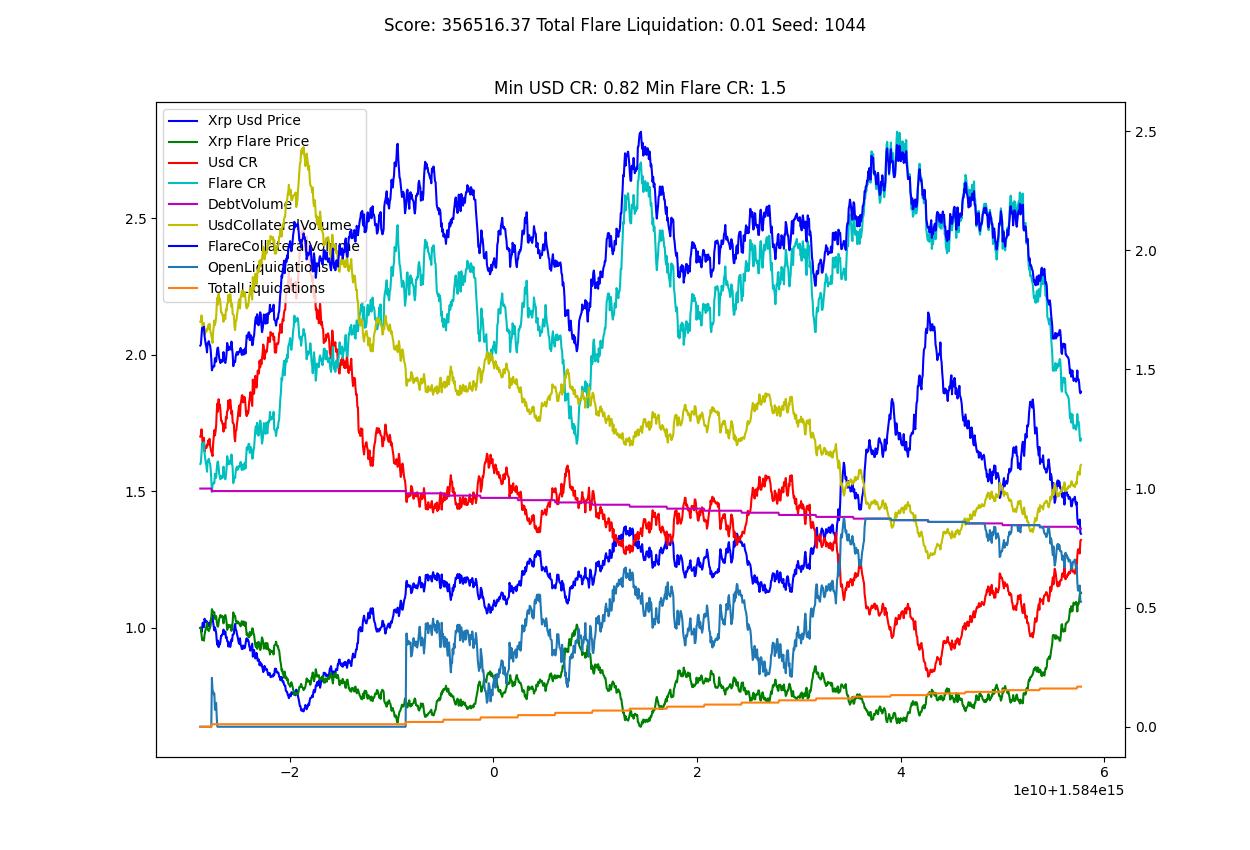 Score: 356516.37 Total Flare Liquidation: 0.01 Seed: 1044
Min USD CR: 0.82 Min Flare CR: 1.5
Xrp Usd Price
Xrp Flare Price
Usd CR
Flare CR
DebtVolume
UsdCollateralVolume
FlareCollateralVolume
OpenLiquidations
TotalLiquidations
2.5
2.0
1.5
1.0
2.5
2.0
1.5
1.0
0.5
0.0
−2
0
2
4
6
1e10+1.584e15